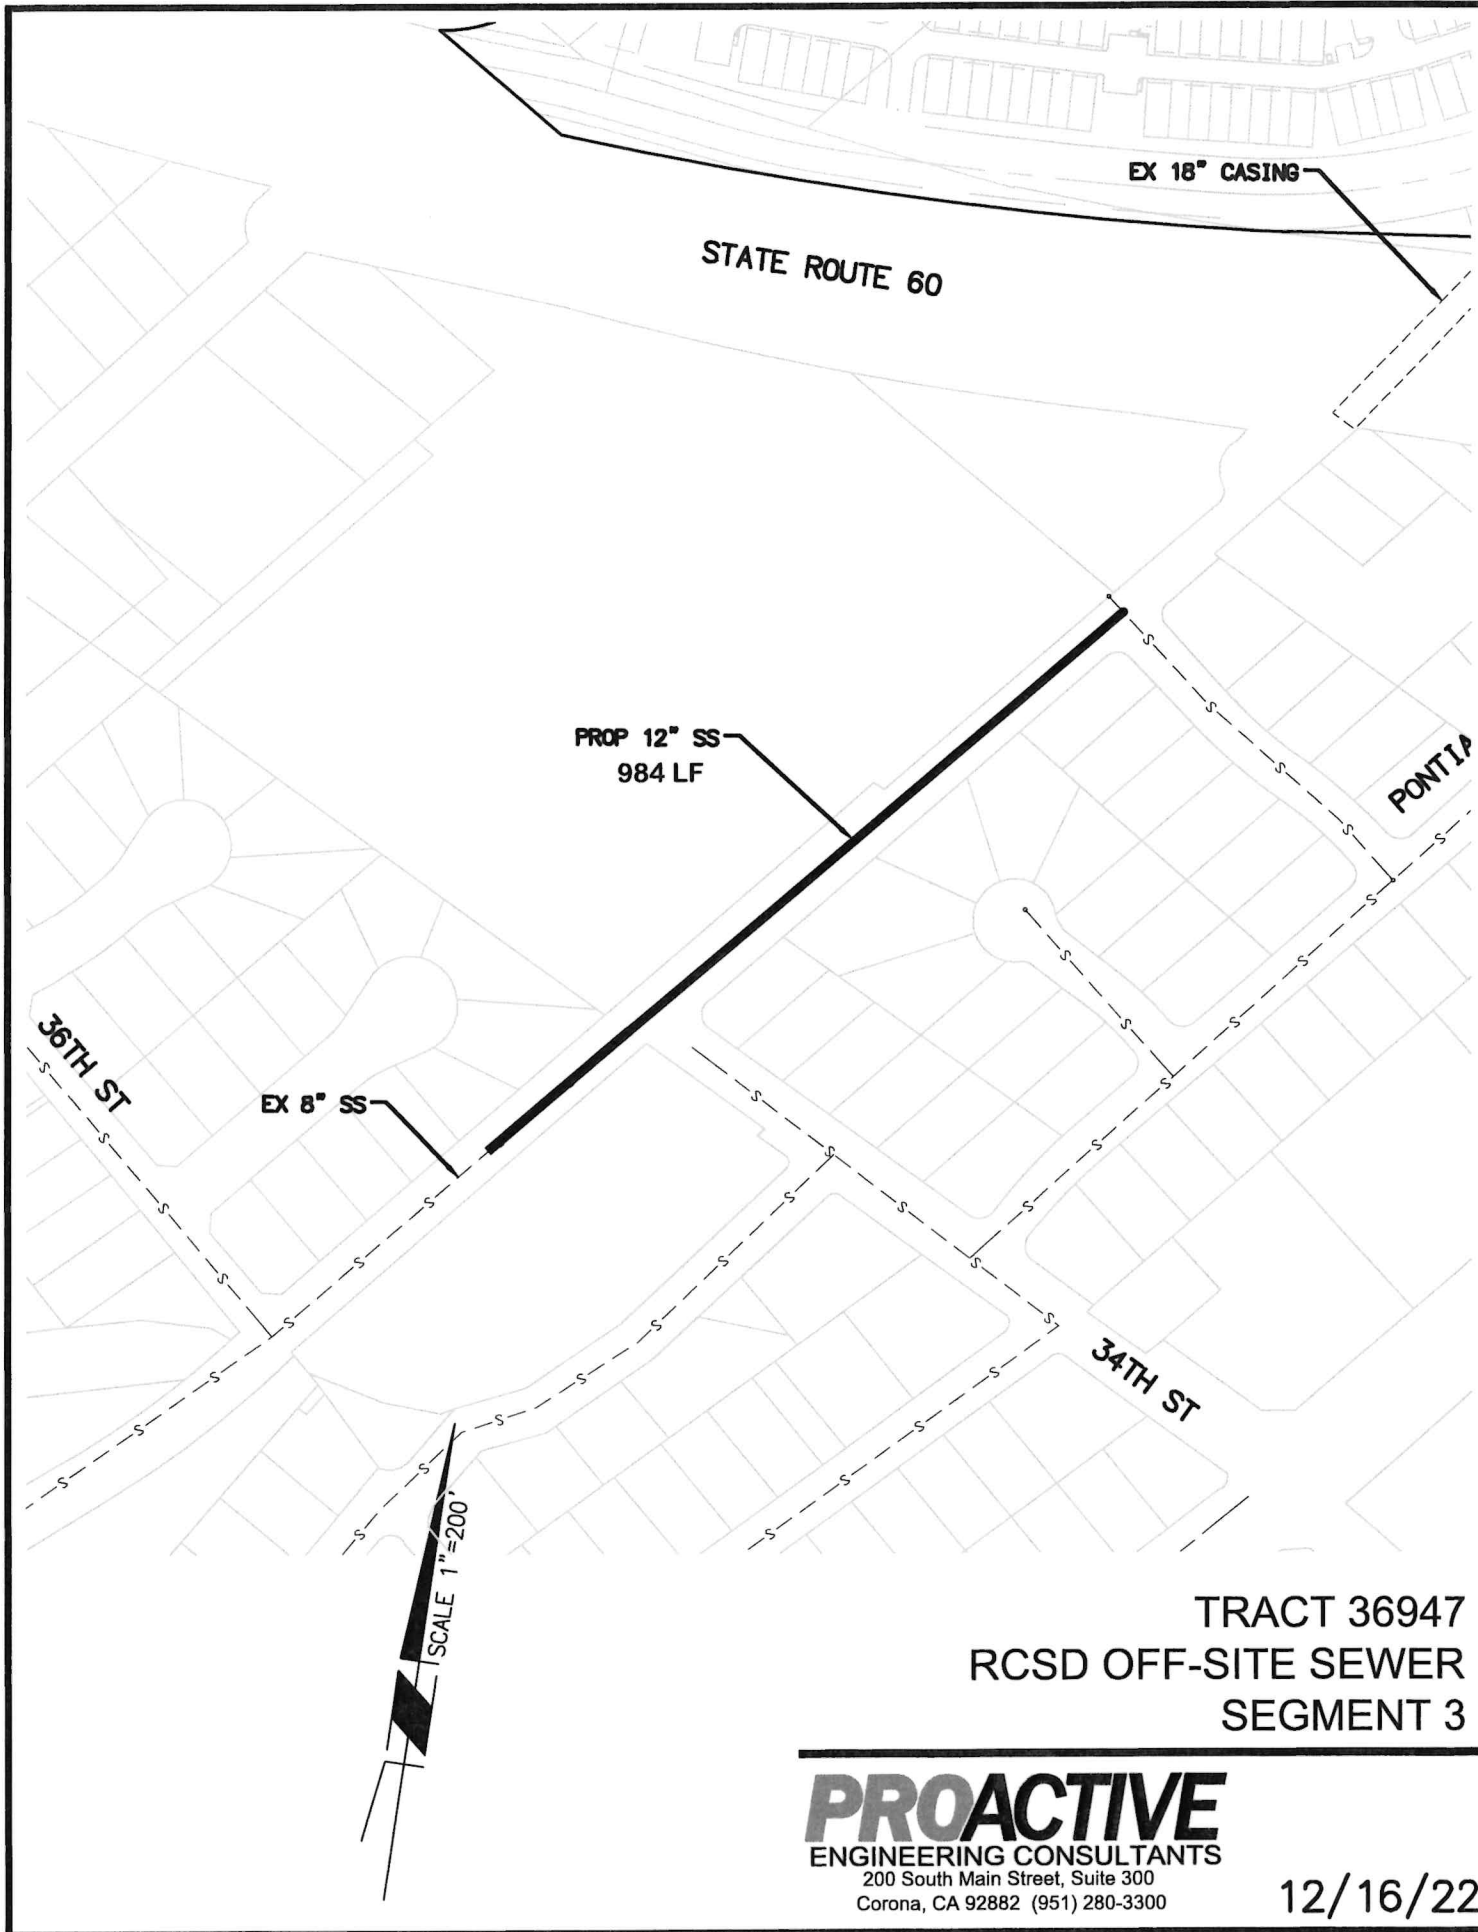 EX 18" CASING
STATE ROUTE 60
PROP 12" SS
984 LF
PONTIA
36TH ST
EX 8" SS
34TH ST
SCALE 1"=200'
TRACT 36947
RCSD OFF-SITE SEWER
SEGMENT 3
PROACTIVE
ENGINEERING CONSULTANTS
200 South Main Street, Suite 300
Corona, CA 92882 (951) 280-3300
12/16/22